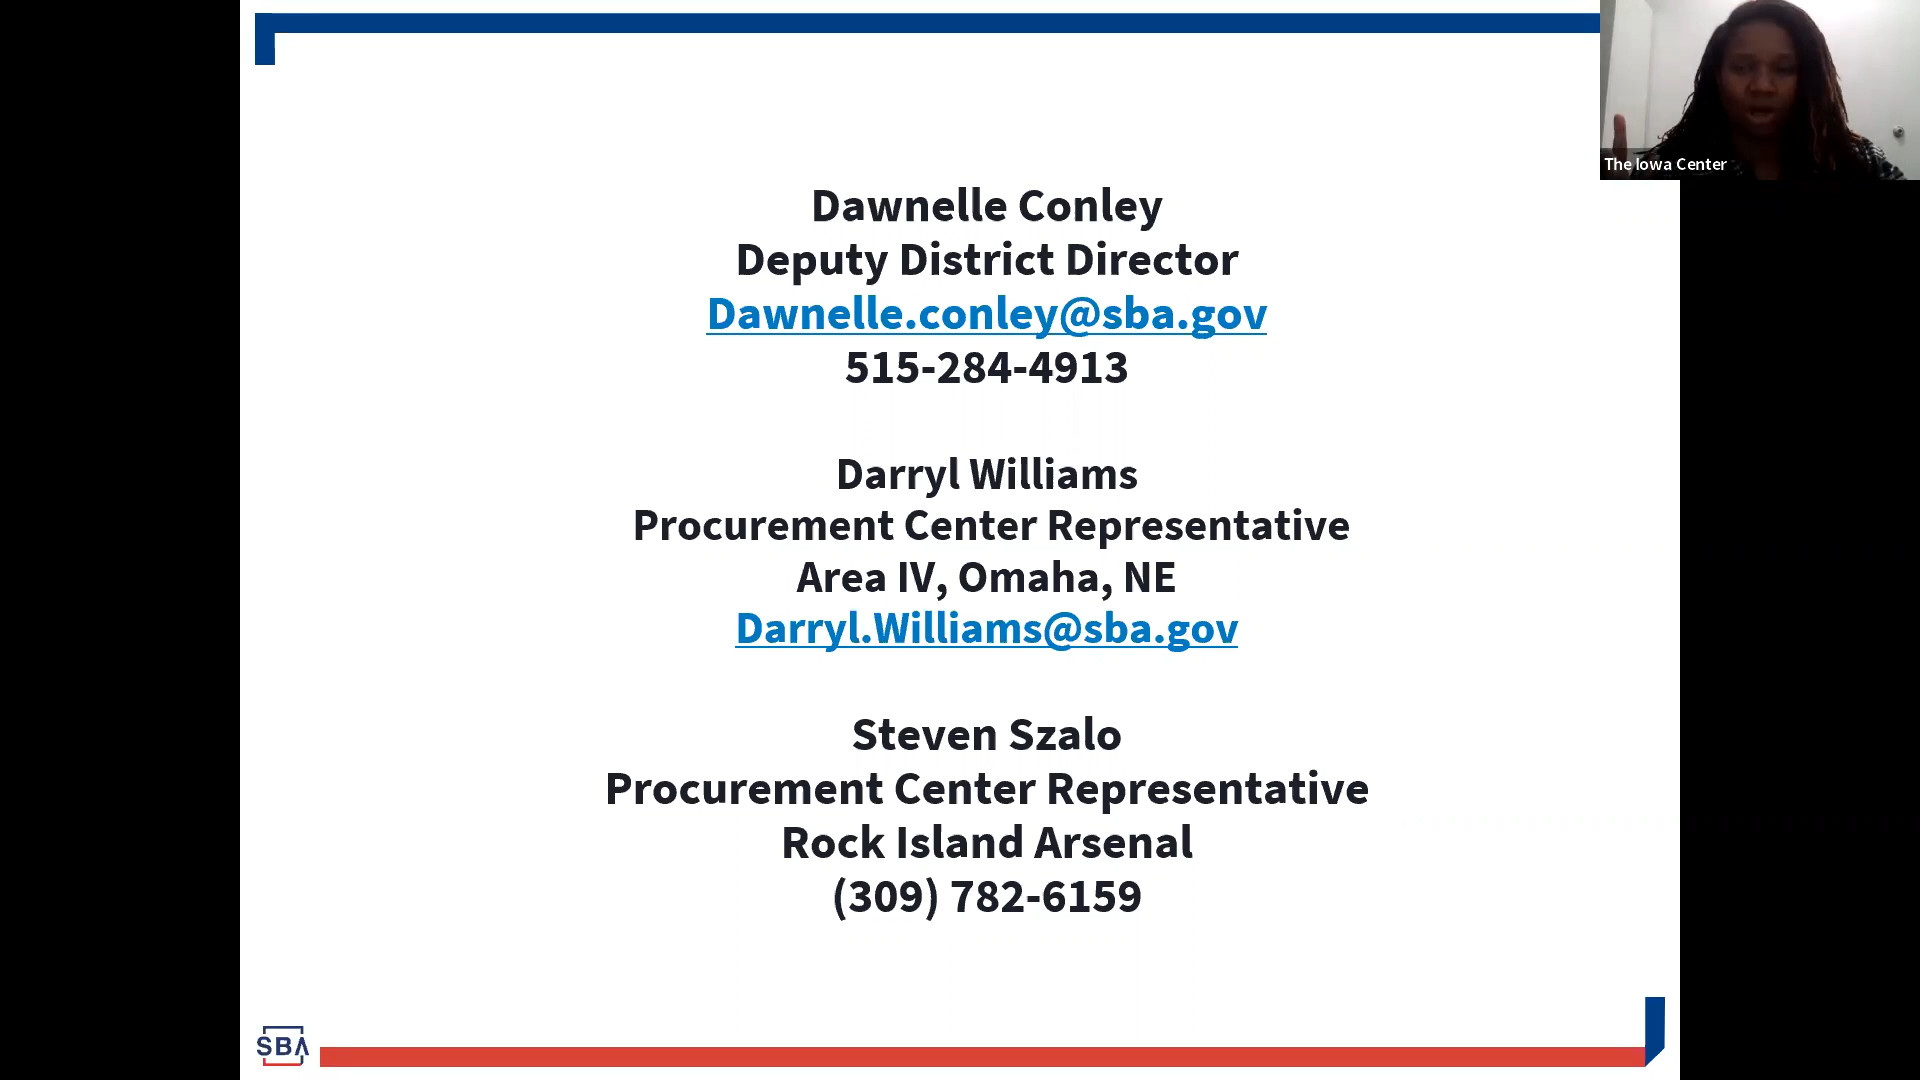 The Iowa Center
Dawnelle Conley
Deputy District Director
Dawnelle.conley@sba.gov
515-284-4913
Darryl Williams
Procurement Center Representative
Area IV, Omaha, NE
Darryl.Williams@sba.gov
Steven Szalo
Procurement Center Representative
Rock Island Arsenal
(309) 782-6159
SBA